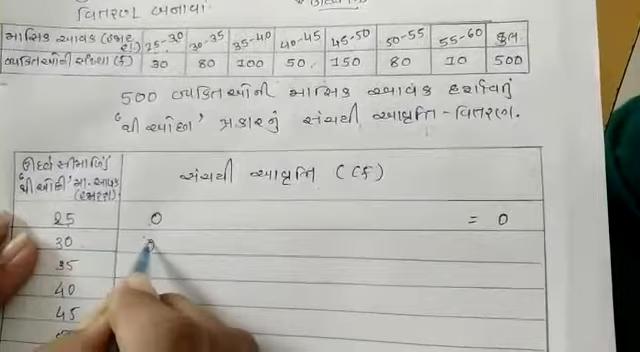 વિતરણ બનાવો
માસિક આવક (હજાર રૂ.) 25-30 30-35 35-40 40-45 45-50 50-55 55-60 કુલ
વ્યક્તિઓની સંખ્યા (f) 30 80 100 50 150 80 10 500
500 વ્યક્તિઓની માસિક આવક દર્શાવતું
'થી ઓછા' પ્રકારનું સંચયી આવૃત્તિ-વિતરણ.
ઊર્ધ્વ સીમાબિંદુ
'થી ઓછી' મા. આવક
(હજાર રૂ.)
સંચયી આવૃત્તિ (cf)
25 0 = 0
30 0
35
40
45